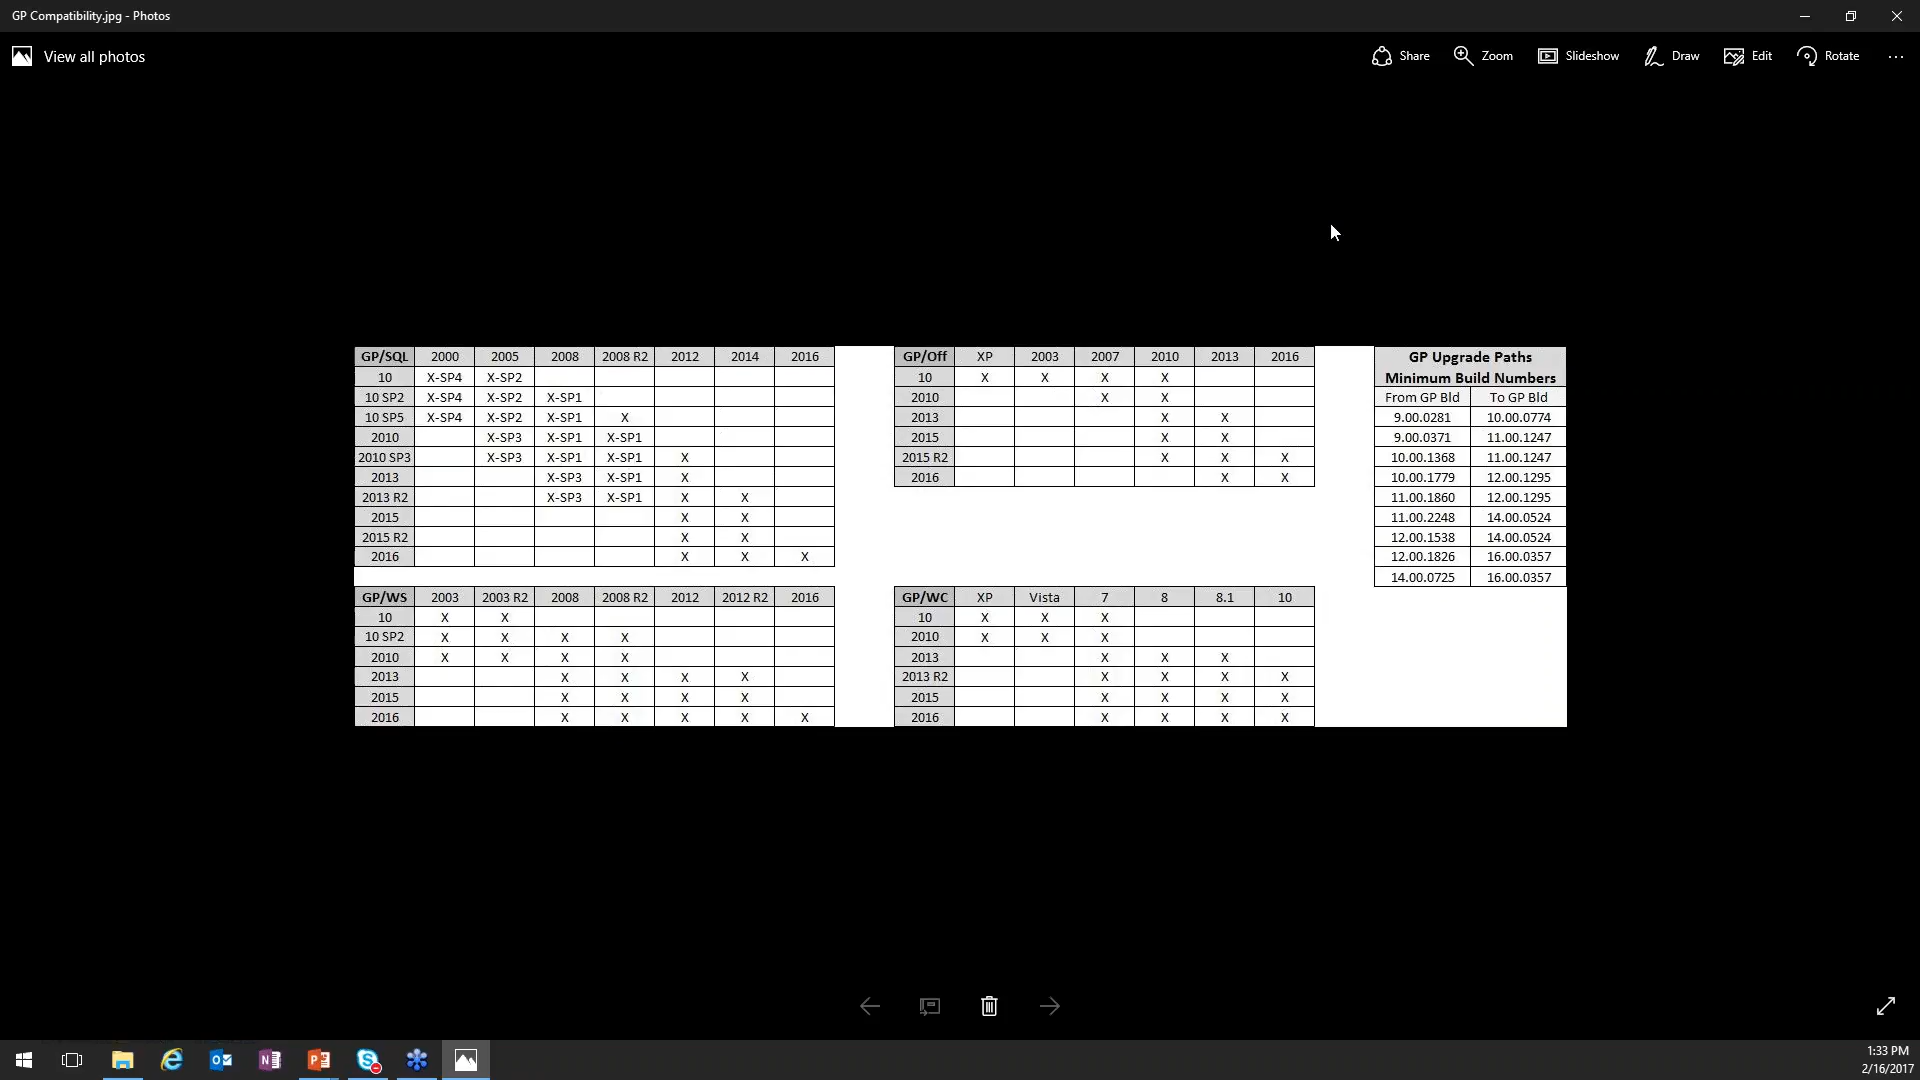 GP Compatibility.jpg - Photos
View all photos
Share Zoom Slideshow Draw Edit Rotate
GP/SQL 2000 2005 2008 2008 R2 2012 2014 2016
10 X-SP4 X-SP2
10 SP2 X-SP4 X-SP2 X-SP1
10 SP5 X-SP4 X-SP2 X-SP1 X
2010 X-SP3 X-SP1 X-SP1
2010 SP3 X-SP3 X-SP1 X-SP1 X
2013 X-SP3 X-SP1 X
2013 R2 X-SP3 X-SP1 X X
2015 X X
2015 R2 X X
2016 X X X
GP/Off XP 2003 2007 2010 2013 2016
10 X X X X
2010 X X
2013 X X
2015 X X
2015 R2 X X X
2016 X X
GP Upgrade Paths
Minimum Build Numbers
From GP Bld To GP Bld
9.00.0281 10.00.0774
9.00.0371 11.00.1247
10.00.1368 11.00.1247
10.00.1779 12.00.1295
11.00.1860 12.00.1295
11.00.2248 14.00.0524
12.00.1538 14.00.0524
12.00.1826 16.00.0357
14.00.0725 16.00.0357
GP/WS 2003 2003 R2 2008 2008 R2 2012 2012 R2 2016
10 X X
10 SP2 X X X X
2010 X X X X
2013 X X X X
2015 X X X X
2016 X X X X X
GP/WC XP Vista 7 8 8.1 10
10 X X X
2010 X X X
2013 X X X
2013 R2 X X X X
2015 X X X X
2016 X X X X
1:33 PM
2/16/2017